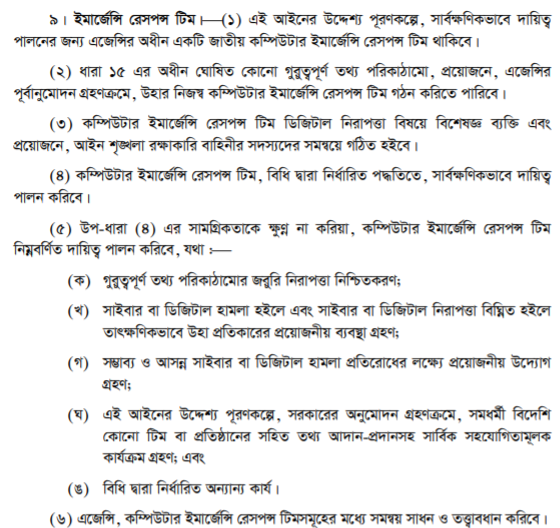 ৯। ইমার্জেন্সি রেসপন্স টিম।—(১) এই আইনের উদ্দেশ্য পূরণকল্পে, সার্বক্ষণিকভাবে দায়িত্ব
পালনের জন্য এজেন্সির অধীন একটি জাতীয় কম্পিউটার ইমার্জেন্সি রেসপন্স টিম থাকিবে।
(২) ধারা ১৫ এর অধীন ঘোষিত কোনো গুরুত্বপূর্ণ তথ্য পরিকাঠামো, প্রয়োজনে, এজেন্সির
পূর্বানুমোদন গ্রহণক্রমে, উহার নিজস্ব কম্পিউটার ইমার্জেন্সি রেসপন্স টিম গঠন করিতে পারিবে।
(৩) কম্পিউটার ইমার্জেন্সি রেসপন্স টিম ডিজিটাল নিরাপত্তা বিষয়ে বিশেষজ্ঞ ব্যক্তি এবং
প্রয়োজনে, আইন শৃঙ্খলা রক্ষাকারি বাহিনীর সদস্যদের সমন্বয়ে গঠিত হইবে।
(৪) কম্পিউটার ইমার্জেন্সি রেসপন্স টিম, বিধি দ্বারা নির্ধারিত পদ্ধতিতে, সার্বক্ষণিকভাবে দায়িত্ব
পালন করিবে।
(৫) উপ-ধারা (৪) এর সামগ্রিকতাকে ক্ষুণ্ন না করিয়া, কম্পিউটার ইমার্জেন্সি রেসপন্স টিম
নিম্নবর্ণিত দায়িত্ব পালন করিবে, যথা :—
(ক) গুরুত্বপূর্ণ তথ্য পরিকাঠামোর জরুরি নিরাপত্তা নিশ্চিতকরণ;
(খ) সাইবার বা ডিজিটাল হামলা হইলে এবং সাইবার বা ডিজিটাল নিরাপত্তা বিঘ্নিত হইলে
তাৎক্ষণিকভাবে উহা প্রতিকারের প্রয়োজনীয় ব্যবস্থা গ্রহণ;
(গ) সম্ভাব্য ও আসন্ন সাইবার বা ডিজিটাল হামলা প্রতিরোধের লক্ষ্যে প্রয়োজনীয় উদ্যোগ
গ্রহণ;
(ঘ) এই আইনের উদ্দেশ্য পূরণকল্পে, সরকারের অনুমোদন গ্রহণক্রমে, সমধর্মী বিদেশি
কোনো টিম বা প্রতিষ্ঠানের সহিত তথ্য আদান-প্রদানসহ সার্বিক সহযোগিতামূলক
কার্যক্রম গ্রহণ; এবং
(ঙ) বিধি দ্বারা নির্ধারিত অন্যান্য কার্য।
(৬) এজেন্সি, কম্পিউটার ইমার্জেন্সি রেসপন্স টিমসমূহের মধ্যে সমন্বয় সাধন ও তত্ত্বাবধান করিবে।